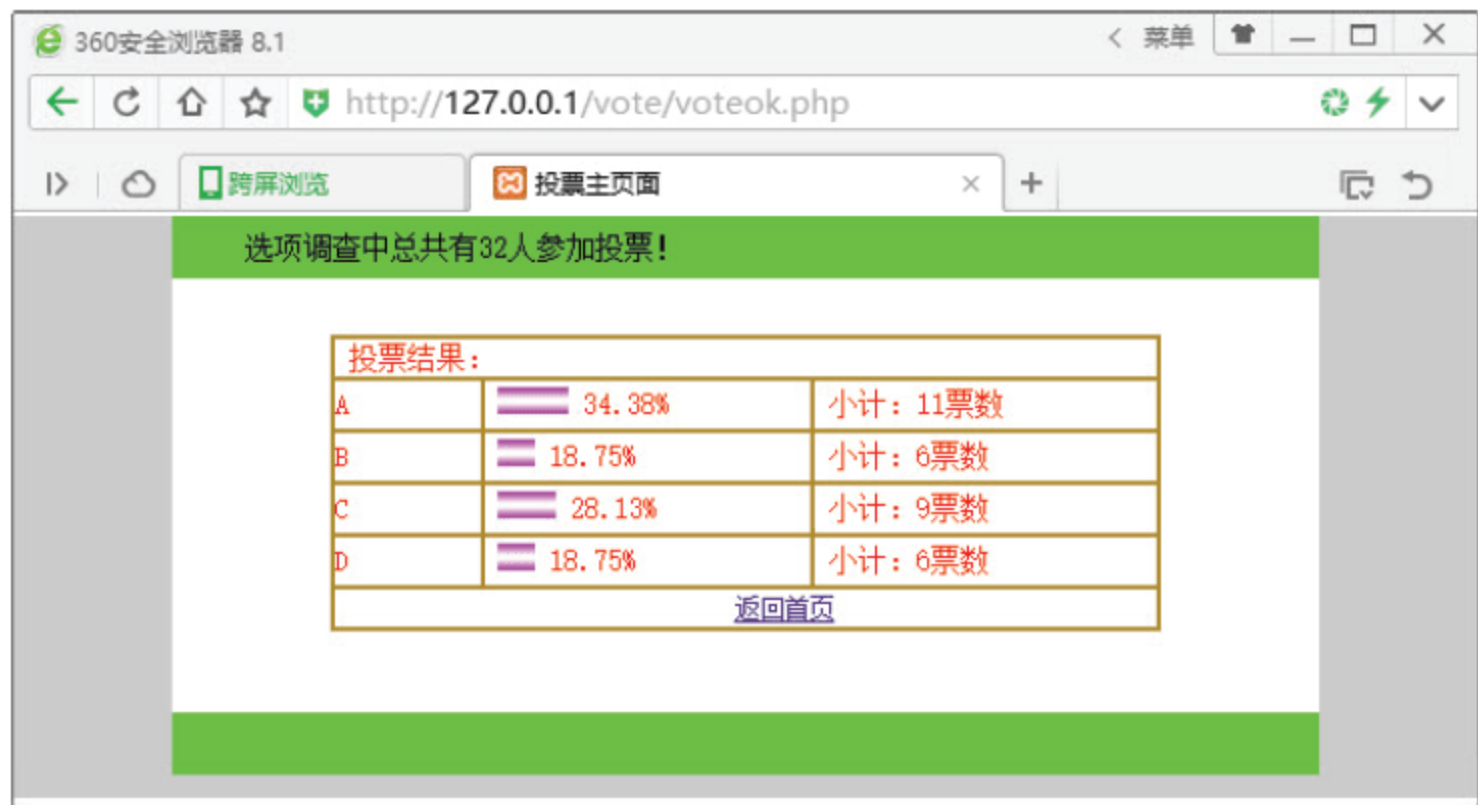 360安全浏览器 8.1
菜单
http://127.0.0.1/vote/voteok.php
跨屏浏览
投票主页面
选项调查中总共有32人参加投票！
投票结果：
A 34.38% 小计：11票数
B 18.75% 小计：6票数
C 28.13% 小计：9票数
D 18.75% 小计：6票数
返回首页